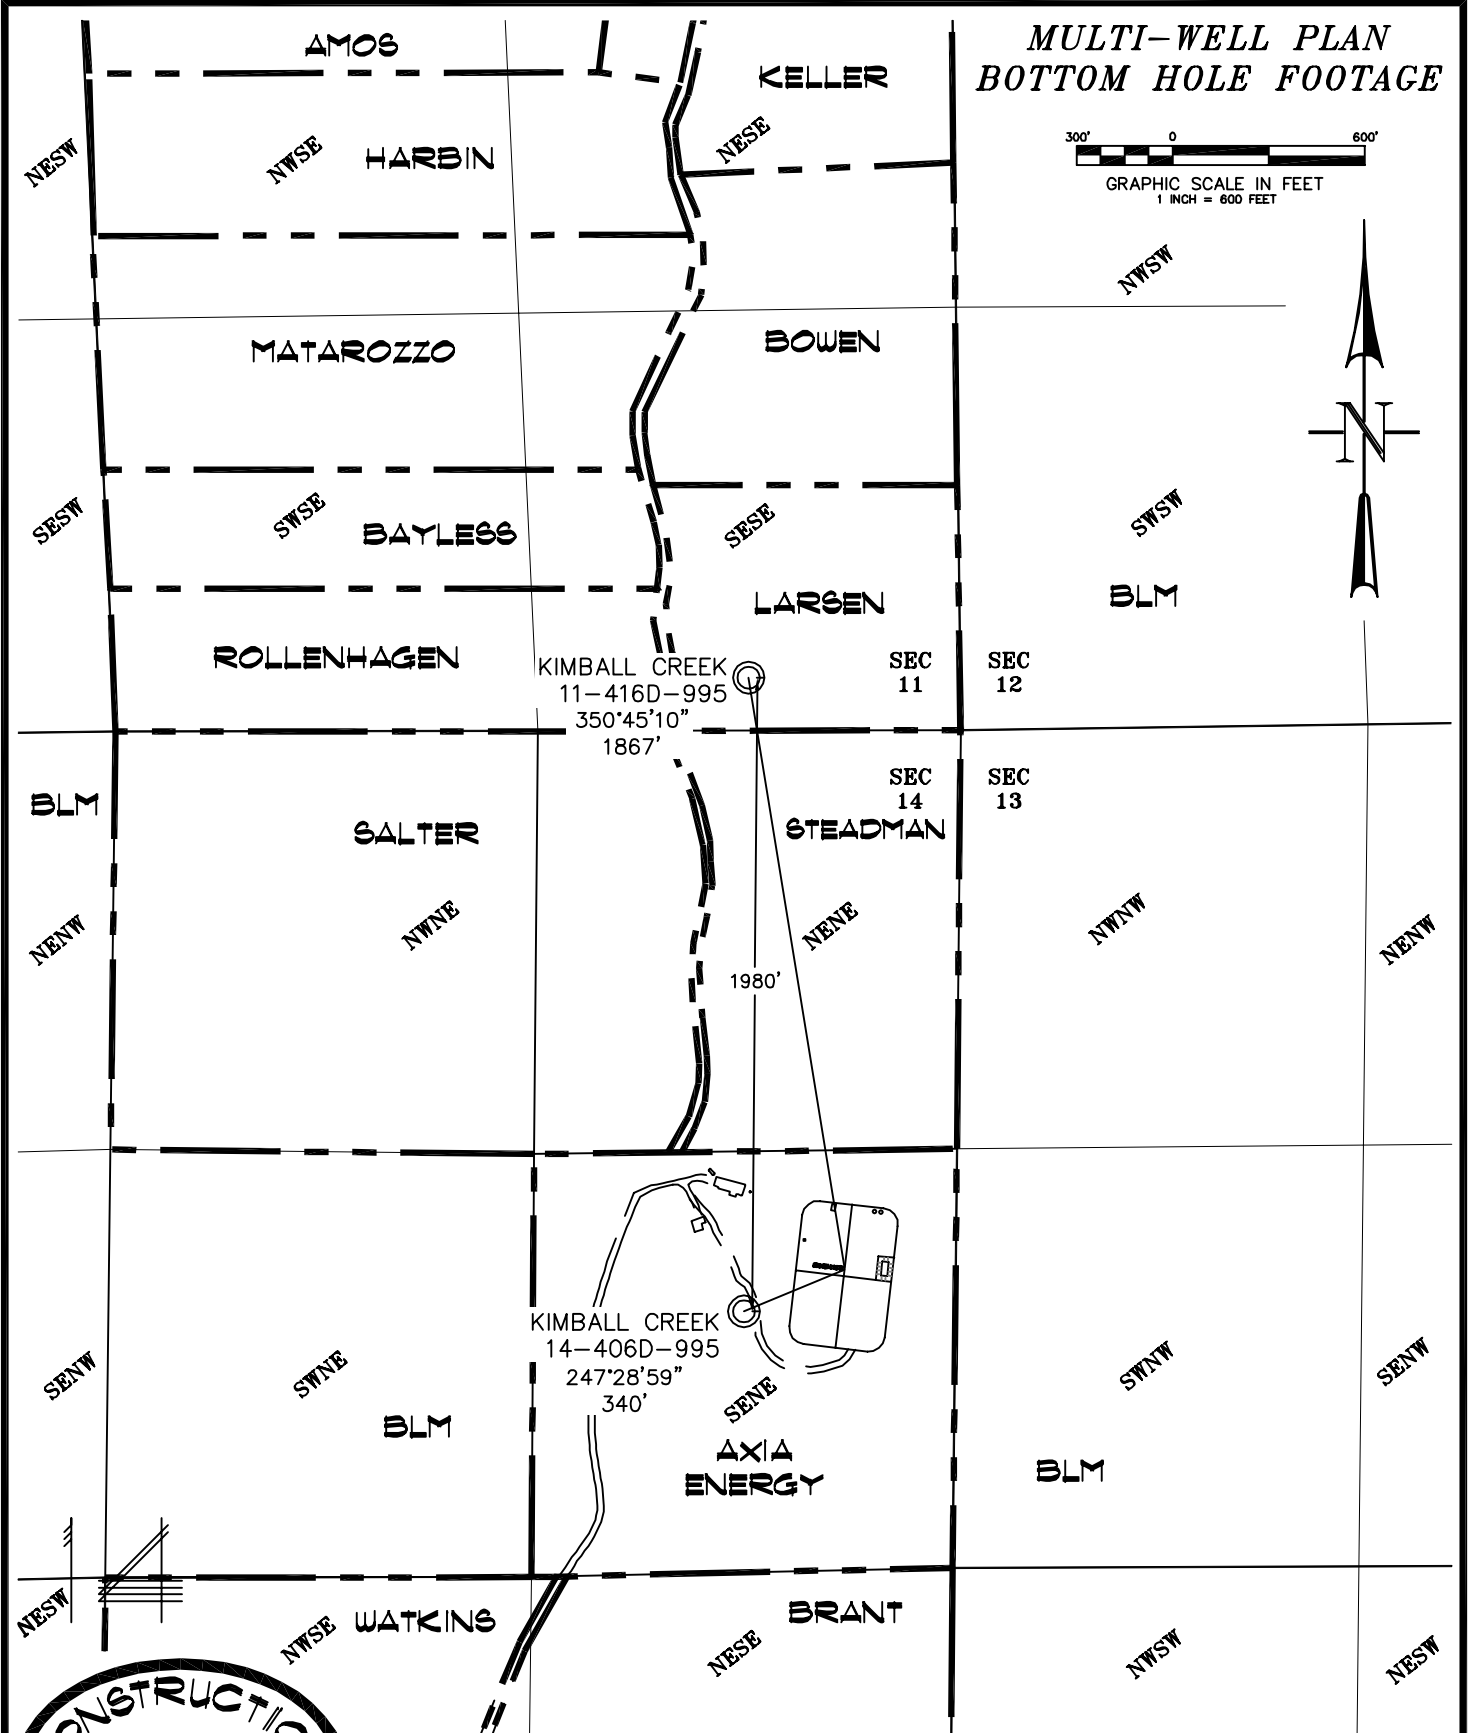 MULTI-WELL PLAN
BOTTOM HOLE FOOTAGE
300' 0 600'
GRAPHIC SCALE IN FEET
1 INCH = 600 FEET
AMOS
KELLER
NESW
NWSE
HARBIN
NESE
NWSW
N
MATAROZZO
BOWEN
SESW
SWSE
BAYLESS
SESE
SWSW
LARSEN
BLM
ROLLENHAGEN
KIMBALL CREEK
11-416D-995
350°45'10"
1867'
SEC
11
SEC
12
SEC
14
SEC
13
BLM
SALTER
STEADMAN
NENW
NWNE
NENE
NWNW
NENW
1980'
KIMBALL CREEK
14-406D-995
247°28'59"
340'
SENW
SWNE
SENE
SWNW
SENW
BLM
AXIA
ENERGY
BLM
NESW
NWSE
WATKINS
BRANT
NESE
NWSW
NESW
ONSTRUCTIO